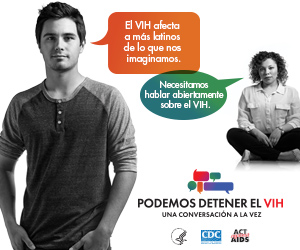 El VIH afecta
a más latinos
de lo que nos
imaginamos.
Necesitamos
hablar abiertamente
sobre el VIH.
PODEMOS DETENER EL VIH
UNA CONVERSACIÓN A LA VEZ
CDC
ACT
AIDS